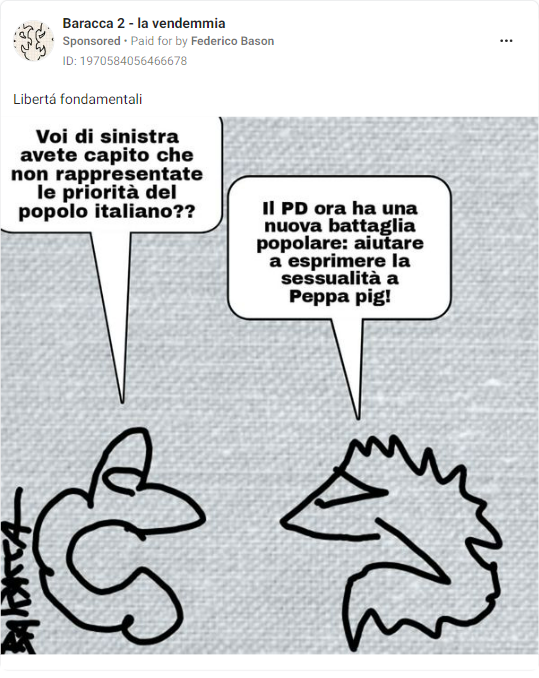 Baracca 2 - la vendemmia
Sponsored • Paid for by Federico Bason
ID: 1970584056466678
Libertá fondamentali
Voi di sinistra
avete capito che
non rappresentate
le priorità del
popolo italiano??
Il PD ora ha una
nuova battaglia
popolare: aiutare
a esprimere la
sessualità a
Peppa pig!